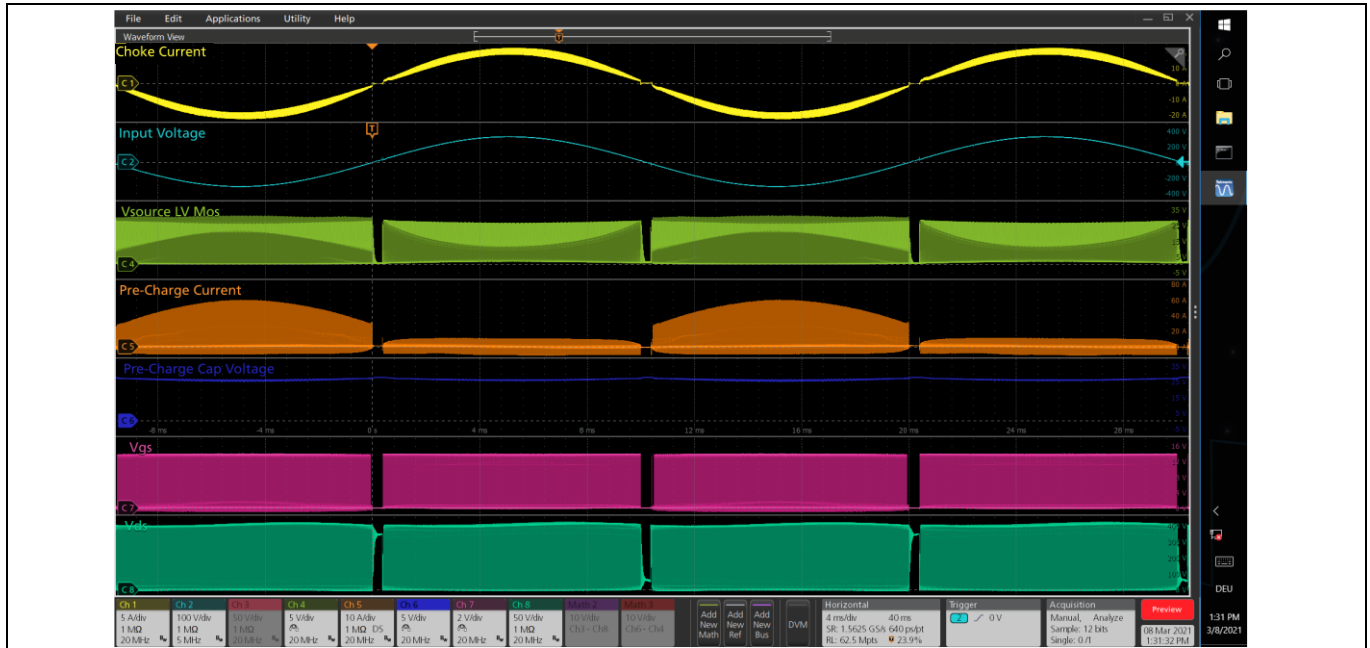 File Edit Applications Utility Help
Waveform View
T
Choke Current
C 1
10 A
-10 A
-20 A
T
Input Voltage
400 V
200 V
C 2
-200 V
-400 V
Vsource LV Mos
35 V
C 4
-5 V
Pre-Charge Current
80 A
60 A
40 A
20 A
C 5
Pre-Charge Cap Voltage
C 6
-8 ms -4 ms 0 s 4 ms 8 ms 12 ms 16 ms 20 ms 24 ms 28 ms
Vgs
16 V
C 7
Vds
C 8
Ch 1 Ch 2 Ch 3 Ch 4 Ch 5 Ch 6 Ch 7 Ch 8 Math 2 Math 3
5 A/div 100 V/div 50 V/div 5 V/div 10 A/div 5 V/div 2 V/div 50 V/div 10 V/div 10 V/div
1 MΩ 1 MΩ 1 MΩ 1 MΩ DS 1 MΩ Ch3 - Ch8 Ch6 - Ch4
20 MHz 5 MHz 20 MHz 20 MHz 20 MHz 20 MHz 20 MHz 20 MHz
Add New Math
Add New Ref
Add New Bus
DVM
Horizontal
4 ms/div 40 ms
SR: 1.5625 GS/s 640 ps/pt
RL: 62.5 Mpts 23.9%
Trigger
2 0 V
Acquisition
Manual, Analyze
Sample: 12 bits
Single: 0 /1
Preview
08 Mar 2021
1:31:32 PM
DEU
1:31 PM
3/8/2021